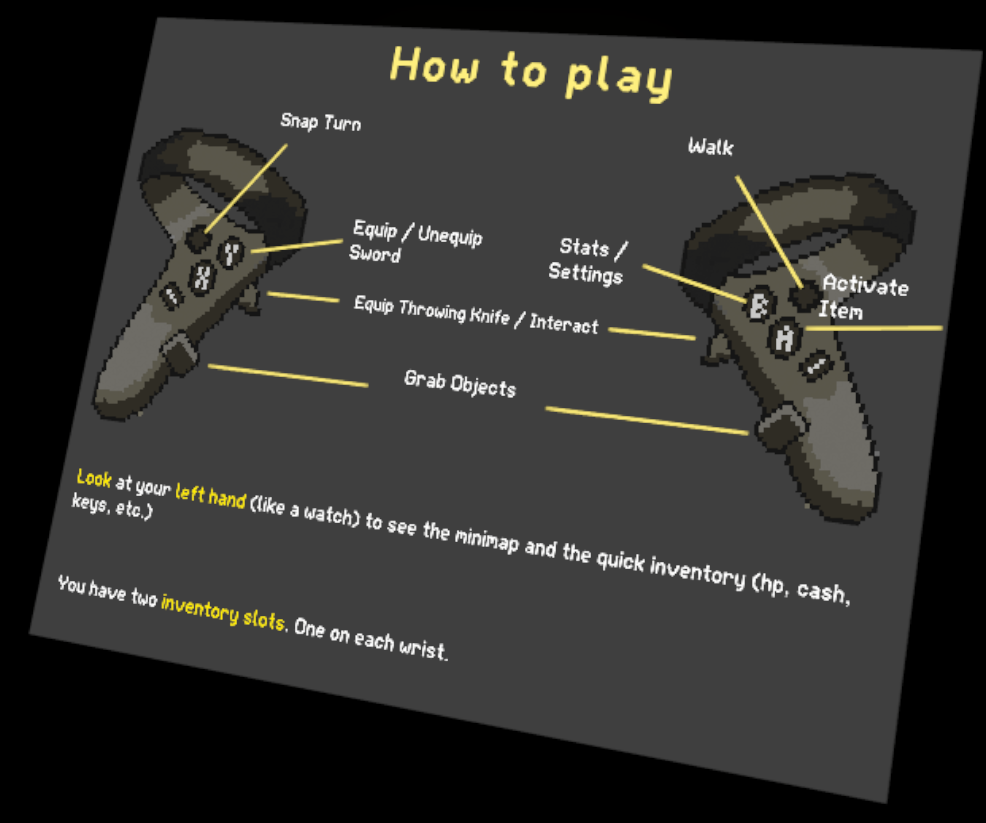 How to play
Snap Turn
Walk
Equip / Unequip
Sword
Stats /
Settings
Activate
Item
Y
X
B
A
Equip Throwing Knife / Interact
Grab Objects
Look at your left hand (like a watch) to see the minimap and the quick inventory (hp, cash,
keys, etc.)
You have two inventory slots. One on each wrist.